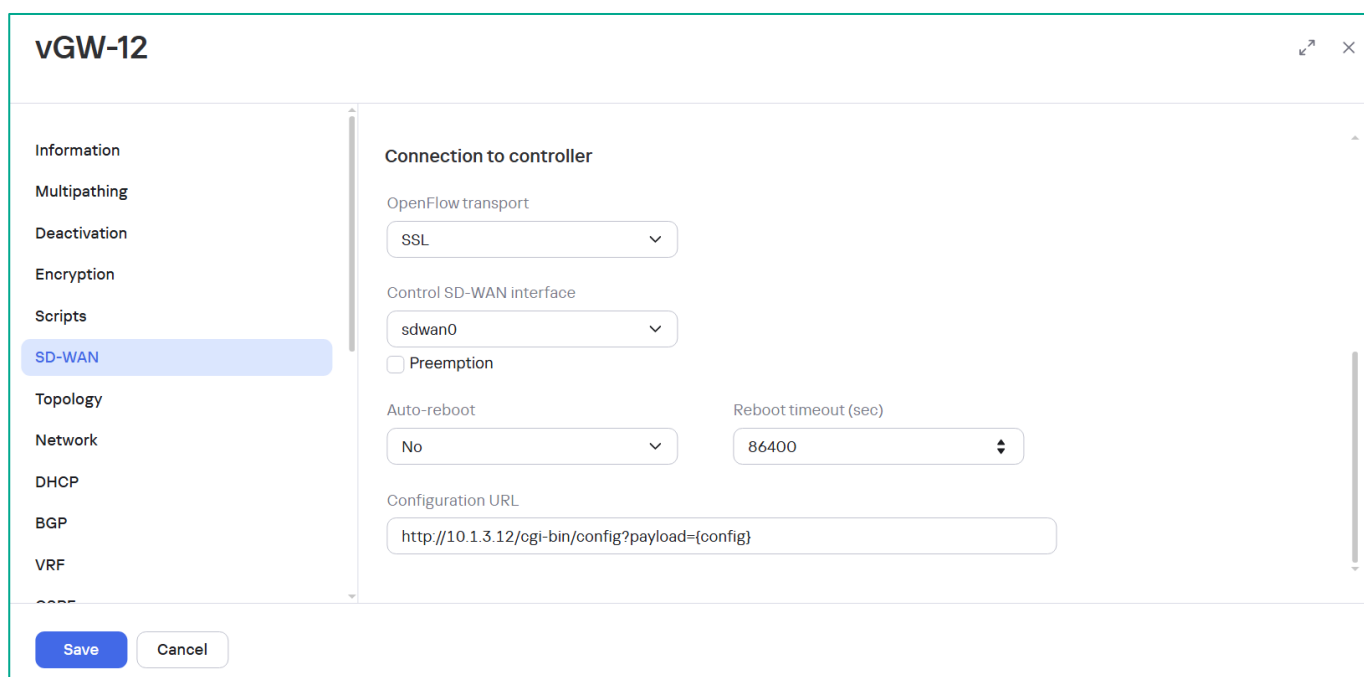 vGW-12
Information
Multipathing
Deactivation
Encryption
Scripts
SD-WAN
Topology
Network
DHCP
BGP
VRF
Connection to controller
OpenFlow transport
SSL
Control SD-WAN interface
sdwan0
Preemption
Auto-reboot
Reboot timeout (sec)
No
86400
Configuration URL
http://10.1.3.12/cgi-bin/config?payload={config}
Save
Cancel